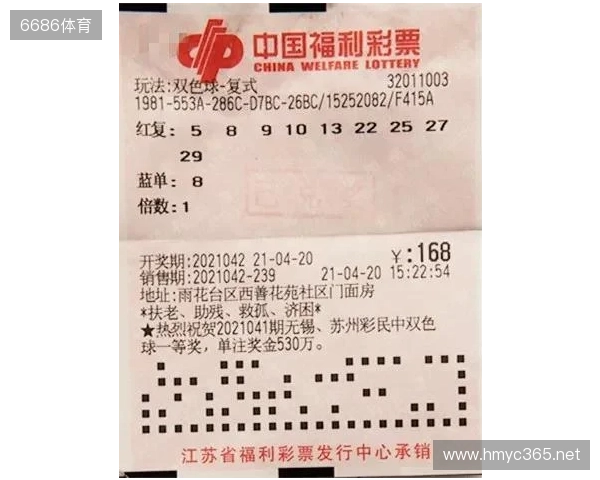 6686体育
中国福利彩票
CHINA WELFARE LOTTERY
玩法:双色球-复式 32011003
1981-553A-286C-D7BC-26BC/15252082/F415A
红复: 5 8 9 10 13 22 25 27
29
蓝单: 8
倍数:1
开奖期:2021042 21-04-20 ¥:168
销售期:2021042-239 21-04-20 15:22:54
地址:雨花台区西善花苑社区门面房
*扶老、助残、救孤、济困*
★热烈祝贺2021041期无锡、苏州彩民中双色
球一等奖，单注奖金530万。
江苏省福利彩票发行中心承销
www.hmyc365.net